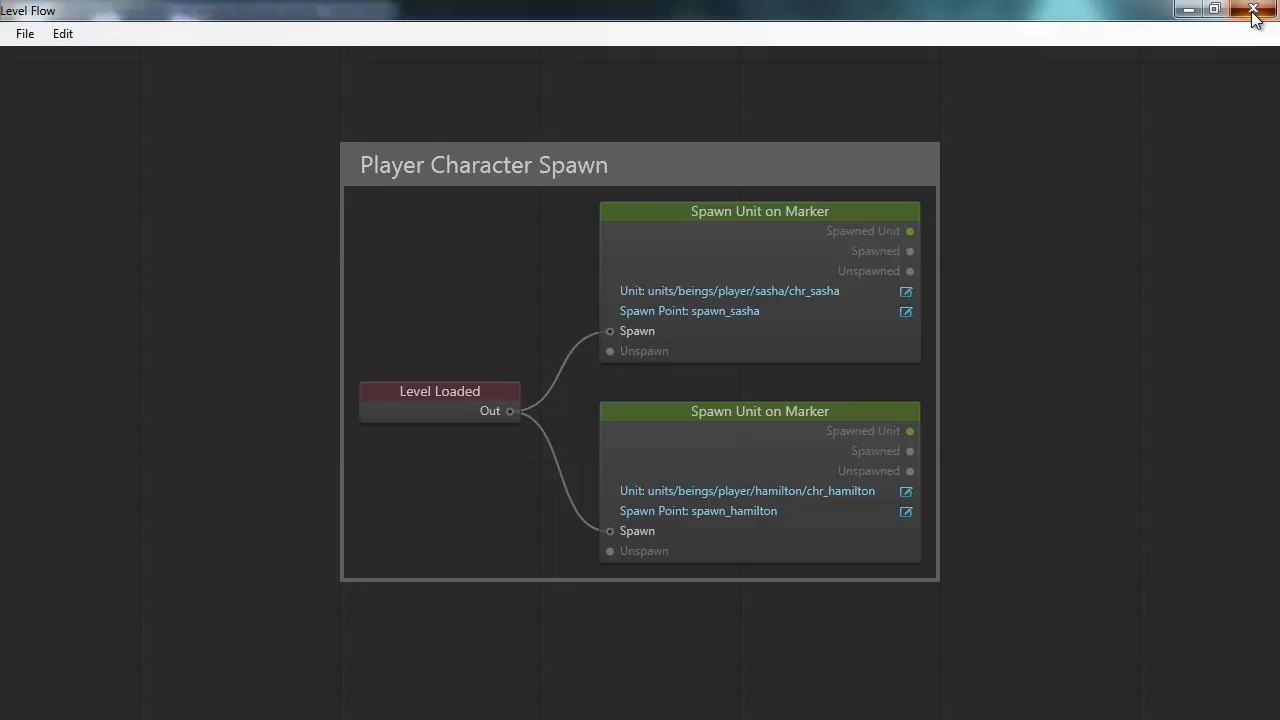 Level Flow
File Edit
Player Character Spawn
Spawn Unit on Marker
Spawned Unit
Spawned
Unspawned
Unit: units/beings/player/sasha/chr_sasha
Spawn Point: spawn_sasha
Spawn
Unspawn
Level Loaded
Out
Spawn Unit on Marker
Spawned Unit
Spawned
Unspawned
Unit: units/beings/player/hamilton/chr_hamilton
Spawn Point: spawn_hamilton
Spawn
Unspawn